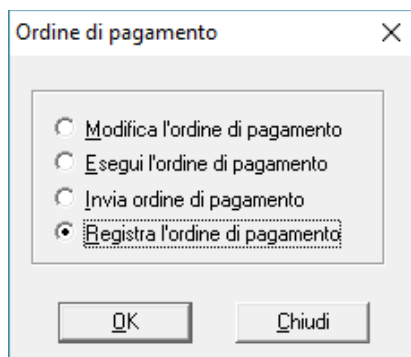 Ordine di pagamento
Modifica l'ordine di pagamento
Esegui l'ordine di pagamento
Invia ordine di pagamento
Registra l'ordine di pagamento
OK Chiudi